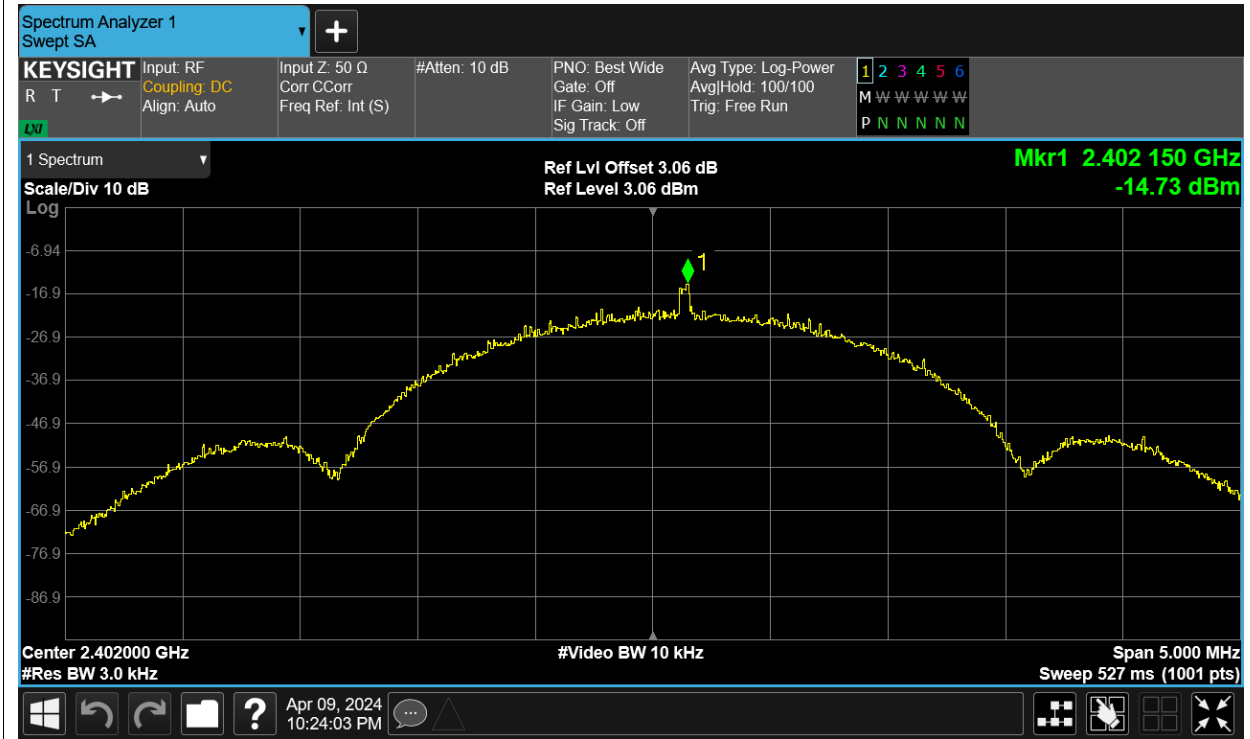 Spectrum Analyzer 1
Swept SA
+
KEYSIGHT Input: RF Input Z: 50 Ω #Atten: 10 dB PNO: Best Wide Avg Type: Log-Power 1 2 3 4 5 6
R T Coupling: DC Corr CCorr Gate: Off Avg|Hold: 100/100 M W W W W W
Align: Auto Freq Ref: Int (S) IF Gain: Low Trig: Free Run
LXI Sig Track: Off P N N N N N
1 Spectrum Ref Lvl Offset 3.06 dB Mkr1 2.402 150 GHz
Scale/Div 10 dB Ref Level 3.06 dBm -14.73 dBm
Log
-6.94
1
-16.9
-26.9
-36.9
-46.9
-56.9
-66.9
-76.9
-86.9
Center 2.402000 GHz #Video BW 10 kHz Span 5.000 MHz
#Res BW 3.0 kHz Sweep 527 ms (1001 pts)
? Apr 09, 2024
10:24:03 PM